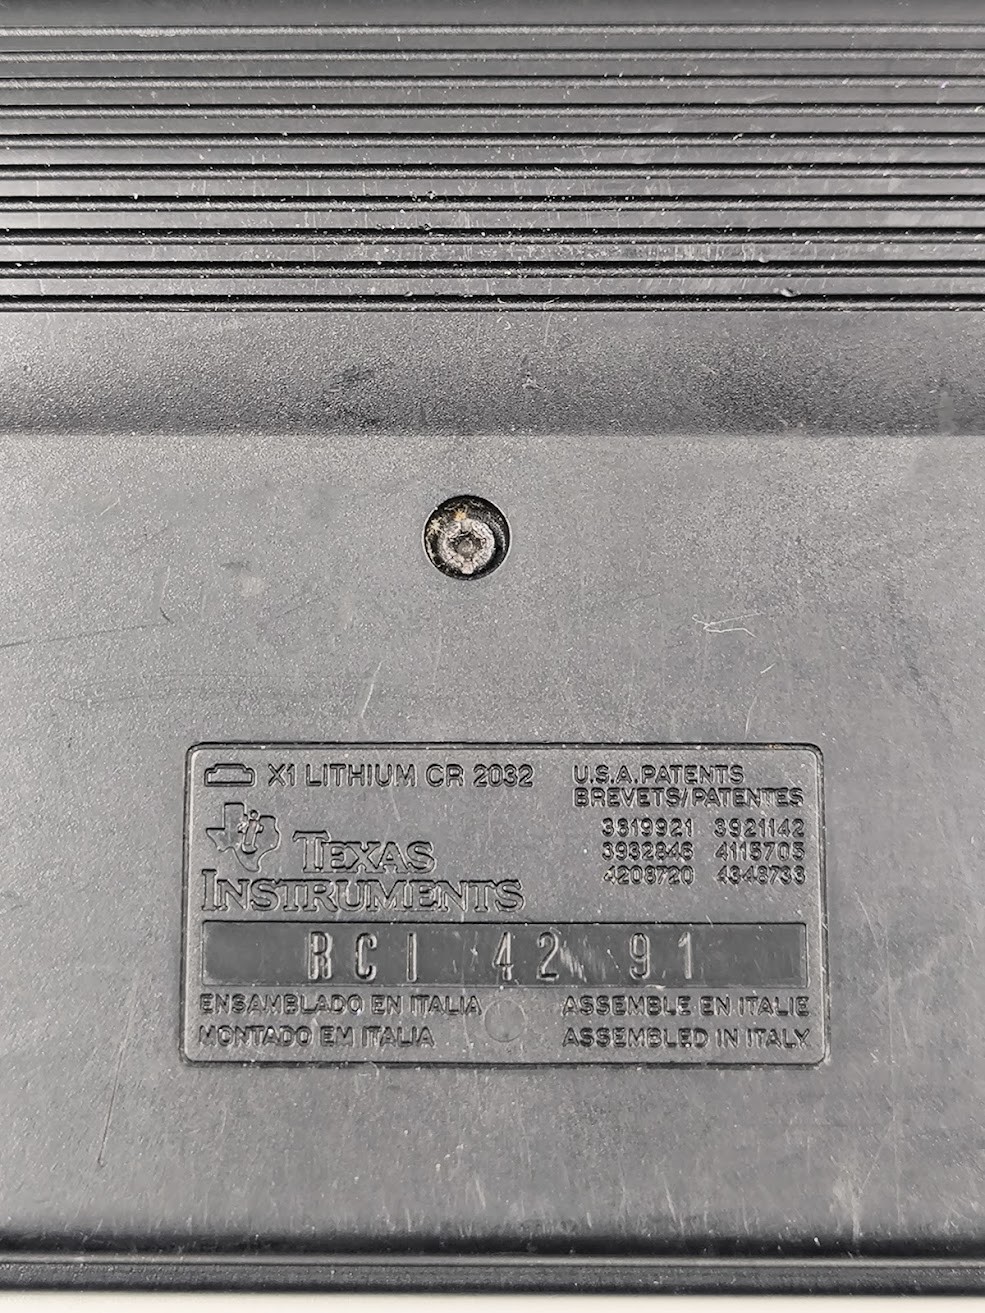 X1 LITHIUM CR 2032
U.S.A. PATENTS
BREVETS/PATENTES
3819921 3921142
3932846 4115705
4208720 4348733
TEXAS
INSTRUMENTS
RCI 42 91
ENSAMBLADO EN ITALIA
ASSEMBLE EN ITALIE
MONTADO EM ITALIA
ASSEMBLED IN ITALY